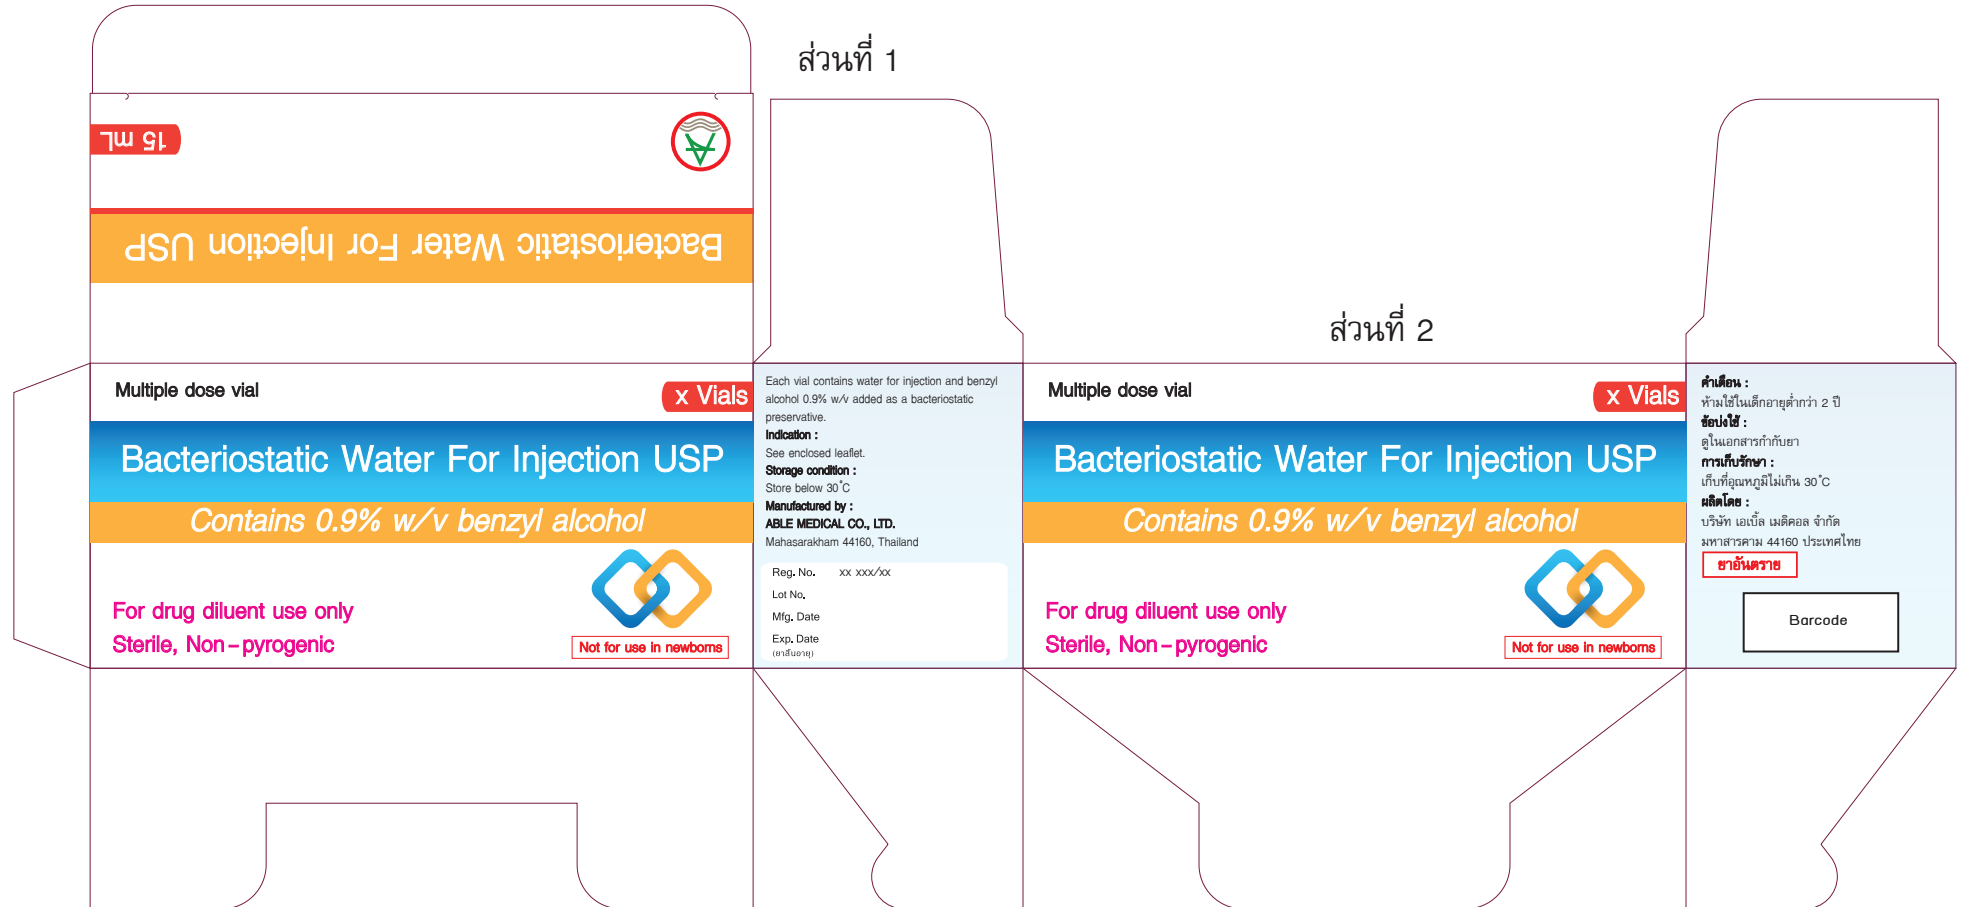 ส่วนที่ 1
15 mL
Bacteriostatic Water For Injection USP
ส่วนที่ 2
Multiple dose vial
x Vials
Bacteriostatic Water For Injection USP
Contains 0.9% w/v benzyl alcohol
For drug diluent use only
Sterile, Non-pyrogenic
Not for use in newborns
Each vial contains water for injection and benzyl
alcohol 0.9% w/v added as a bacteriostatic
preservative.
Indication :
See enclosed leaflet.
Storage condition :
Store below 30°C
Manufactured by :
ABLE MEDICAL CO., LTD.
Mahasarakham 44160, Thailand
Reg. No. xx xxx/xx
Lot No.
Mfg. Date
Exp. Date
(ยาสิ้นอายุ)
Multiple dose vial
x Vials
Bacteriostatic Water For Injection USP
Contains 0.9% w/v benzyl alcohol
For drug diluent use only
Sterile, Non-pyrogenic
Not for use in newborns
คำเตือน :
ห้ามใช้ในเด็กอายุต่ำกว่า 2 ปี
ข้อบ่งใช้ :
ดูในเอกสารกำกับยา
การเก็บรักษา :
เก็บที่อุณหภูมิไม่เกิน 30°C
ผลิตโดย :
บริษัท เอเบิ้ล เมดิคอล จำกัด
มหาสารคาม 44160 ประเทศไทย
ยาอันตราย
Barcode